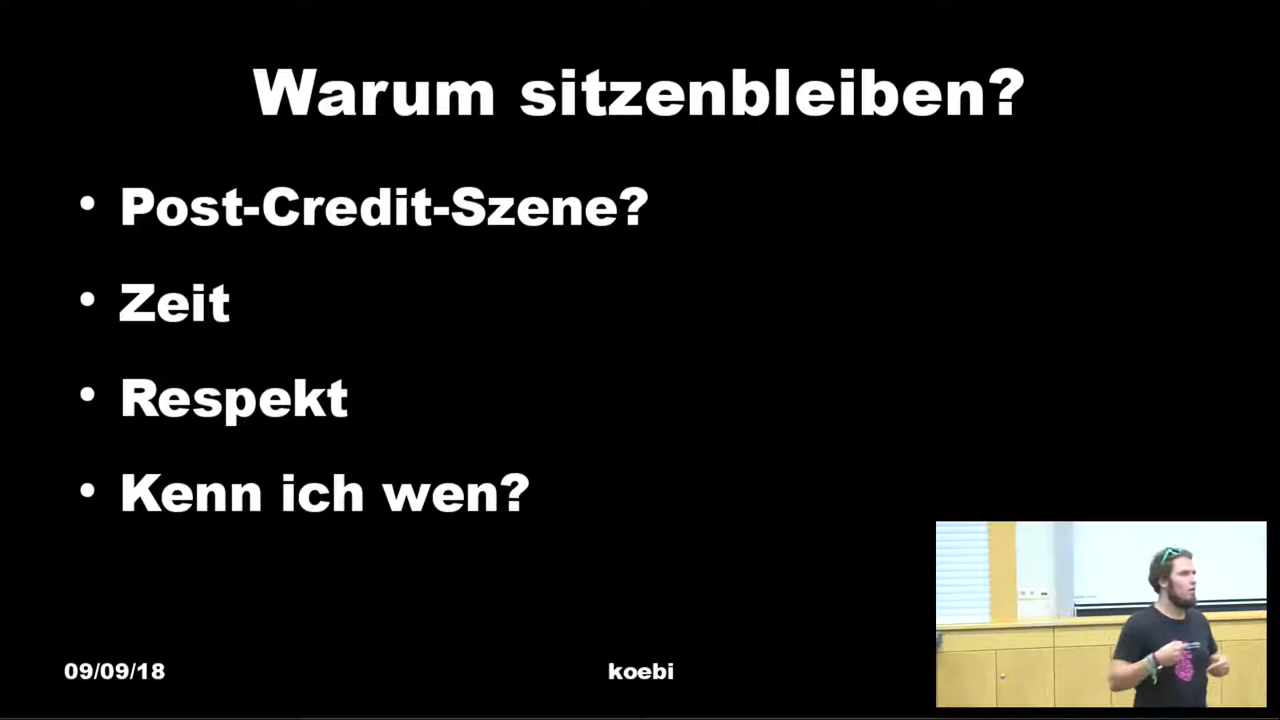 Warum sitzenbleiben?
• Post-Credit-Szene?
• Zeit
• Respekt
• Kenn ich wen?
09/09/18
koebi